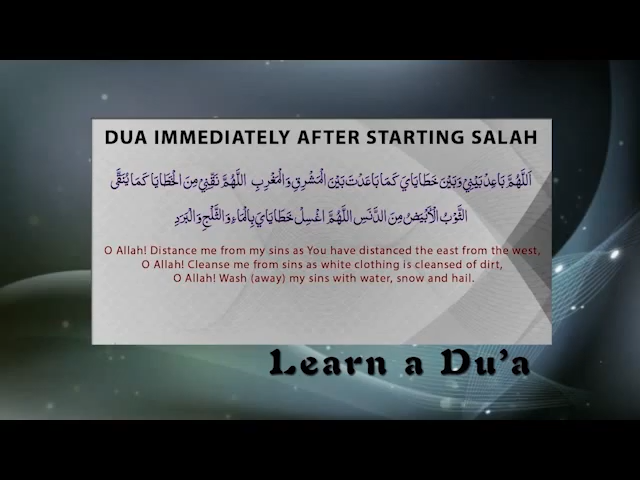 DUA IMMEDIATELY AFTER STARTING SALAH
اَللّٰهُمَّ بَاعِدْ بَيْنِيْ وَبَيْنَ خَطَايَايَ كَمَا بَاعَدْتَ بَيْنَ الْمَشْرِقِ وَالْمَغْرِبِ اللّٰهُمَّ نَقِّنِيْ مِنَ الْخَطَايَا كَمَا يُنَقَّى
الثَّوْبُ الْأَبْيَضُ مِنَ الدَّنَسِ اللّٰهُمَّ اغْسِلْ خَطَايَايَ بِالْمَاءِ وَالثَّلْجِ وَالْبَرَدِ
O Allah! Distance me from my sins as You have distanced the east from the west,
O Allah! Cleanse me from sins as white clothing is cleansed of dirt,
O Allah! Wash (away) my sins with water, snow and hail.
Learn a Du'a